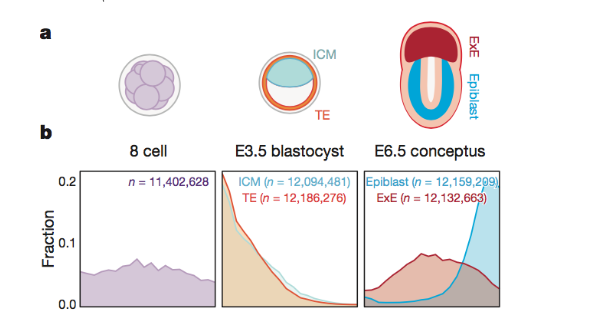 a
ICM
TE
ExE
Epiblast
b
8 cell
E3.5 blastocyst
E6.5 conceptus
Fraction
0.2
0.1
0.0
n = 11,402,628
ICM (n = 12,094,481)
TE (n = 12,186,276)
Epiblast (n = 12,159,209)
ExE (n = 12,132,663)